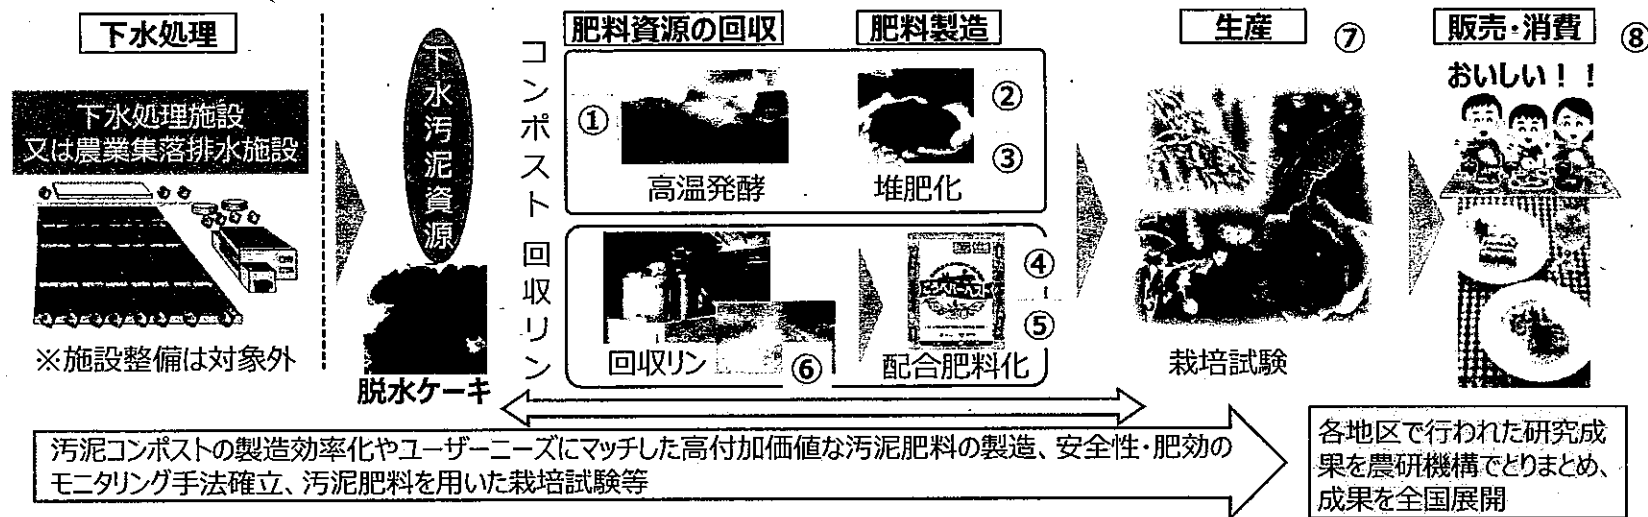 下水処理
下水処理施設
又は農業集落排水施設
※施設整備は対象外
下水汚泥資源
脱水ケーキ
コンポスト
肥料資源の回収
肥料製造
①
高温発酵
②
③
堆肥化
回収リン
回収リン
⑥
④
⑤
配合肥料化
生産
⑦
栽培試験
販売・消費
⑧
おいしい！！
汚泥コンポストの製造効率化やユーザーニーズにマッチした高付加価値な汚泥肥料の製造、安全性・肥効の
モニタリング手法確立、汚泥肥料を用いた栽培試験等
各地区で行われた研究成
果を農研機構でとりまとめ、
成果を全国展開